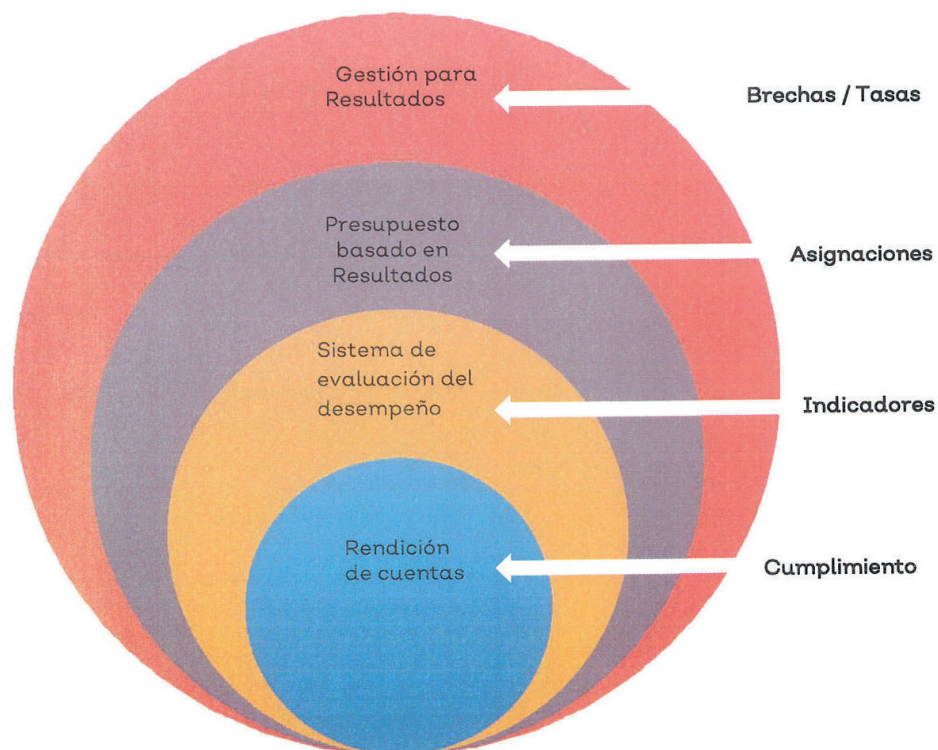 Gestión para
Resultados
Brechas / Tasas
Presupuesto
basado en
Resultados
Asignaciones
Sistema de
evaluación del
desempeño
Indicadores
Rendición
de cuentas
Cumplimiento